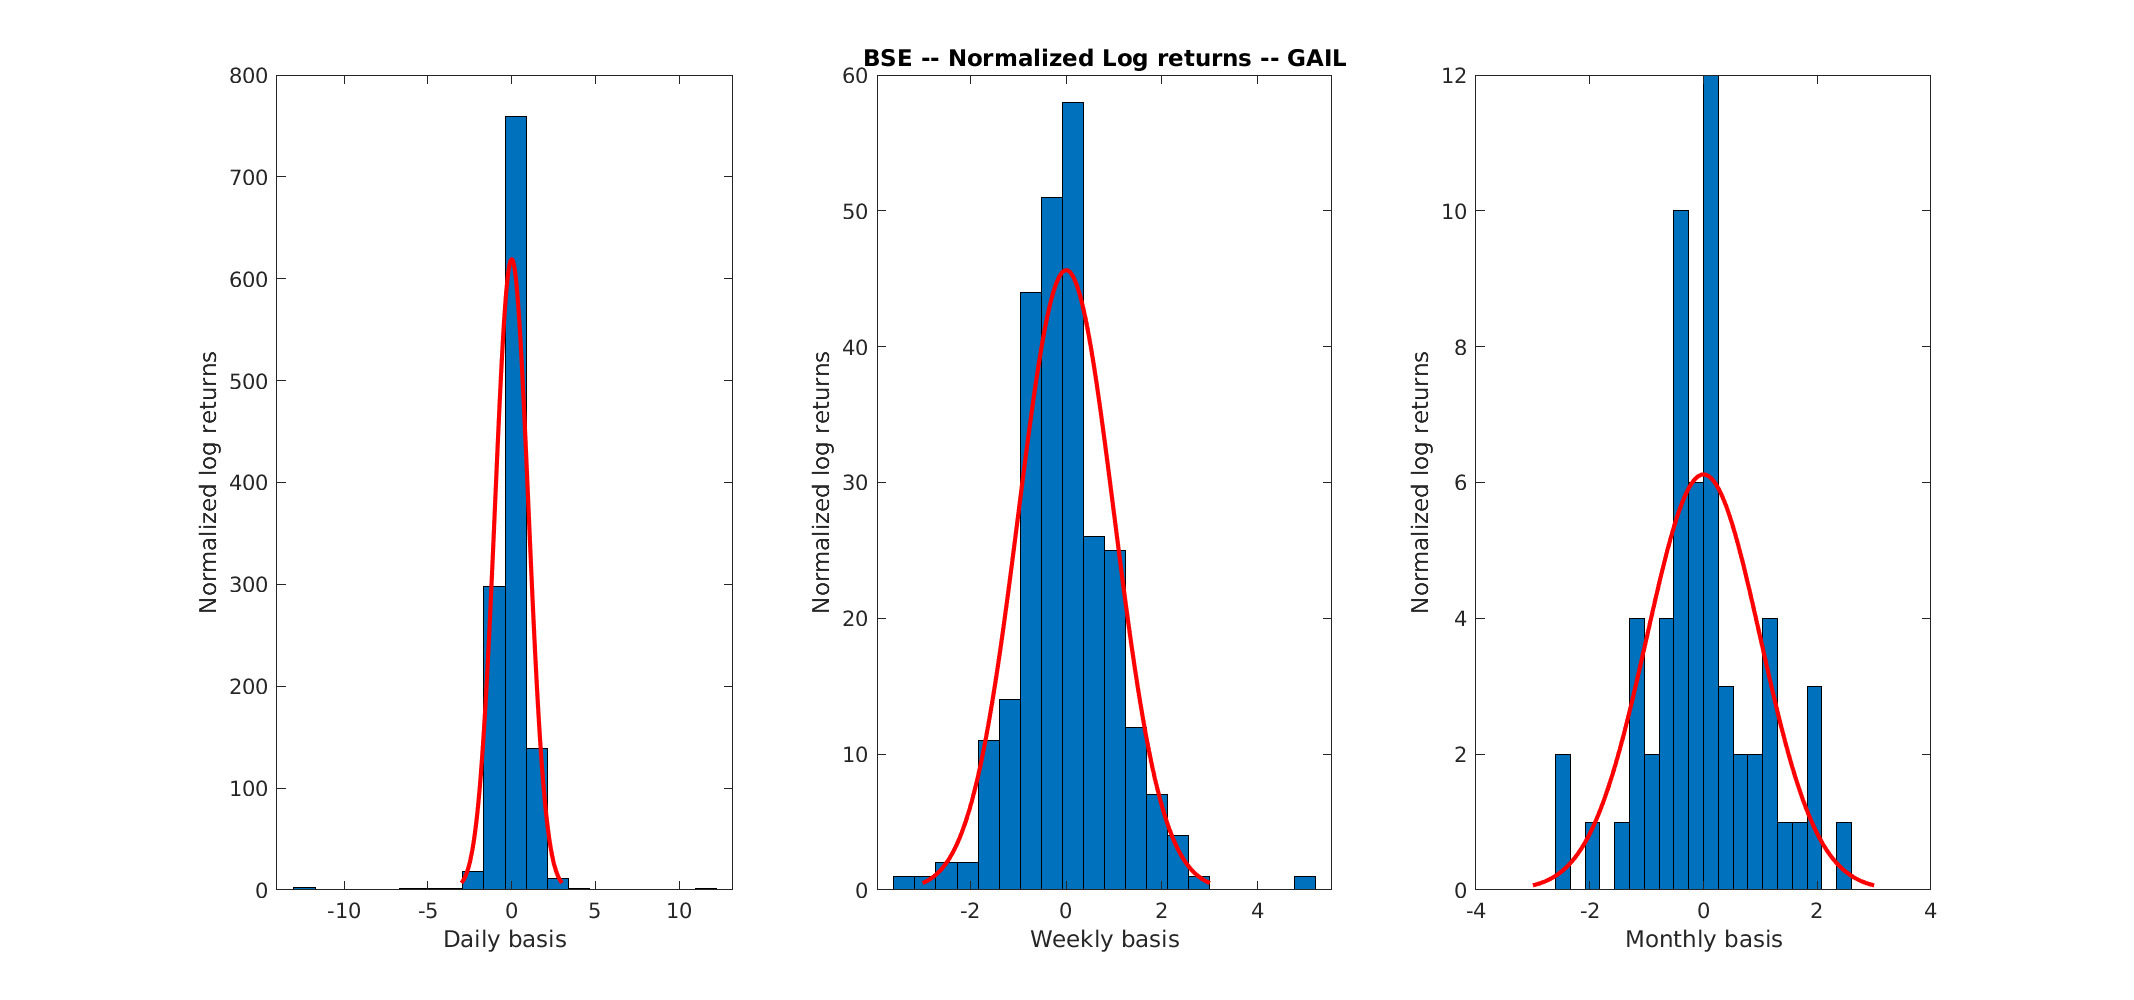 BSE -- Normalized Log returns -- GAIL
800
700
600
500
400
300
200
100
0
-10 -5 0 5 10
Normalized log returns
Daily basis
60
50
40
30
20
10
0
-2 0 2 4
Normalized log returns
Weekly basis
12
10
8
6
4
2
0
-4 -2 0 2 4
Normalized log returns
Monthly basis